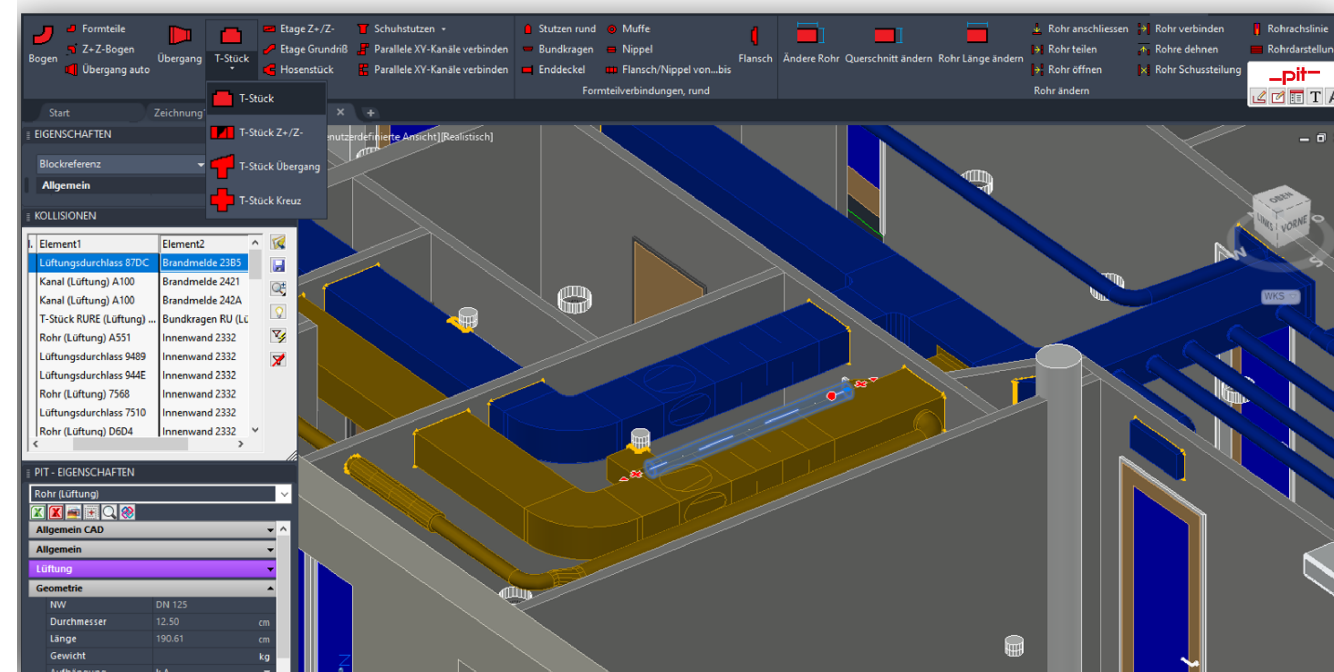 Formteile
Etage Z+/Z-
Schuhstutzen
Stutzen rund
Muffe
Rohr anschliessen
Rohr verbinden
Rohrachslinie
Z+Z-Bogen
Etage Grundriß
Parallele XY-Kanäle verbinden
Bundkragen
Nippel
Rohr teilen
Rohre dehnen
Rohrdarstellun
Bogen
Übergang
T-Stück
Flansch
Ändere Rohr
Querschnitt ändern
Rohr Länge ändern
Übergang auto
Hosenstück
Parallele XY-Kanäle verbinden
Enddeckel
Flansch/Nippel von...bis
Rohr öffnen
Rohr Schussteilung
Formteilverbindungen, rund
Rohr ändern
pit
T-Stück
T-Stück Z+/Z-
T-Stück Übergang
T-Stück Kreuz
Start
Zeichnung
enutzerdefinierte Ansicht][Realistisch]
EIGENSCHAFTEN
Blockreferenz
Allgemein
KOLLISIONEN
Element1 Element2
Lüftungsdurchlass 87DC Brandmelde 23B5
Kanal (Lüftung) A100 Brandmelde 2421
Kanal (Lüftung) A100 Brandmelde 242A
T-Stück RURE (Lüftung) ... Bundkragen RU (Lü
Rohr (Lüftung) A551 Innenwand 2332
Lüftungsdurchlass 9489 Innenwand 2332
Lüftungsdurchlass 944E Innenwand 2332
Rohr (Lüftung) 7568 Innenwand 2332
Lüftungsdurchlass 7510 Innenwand 2332
Rohr (Lüftung) D6D4 Innenwand 2332
PIT - EIGENSCHAFTEN
Rohr (Lüftung)
Allgemein CAD
Allgemein
Lüftung
Geometrie
NW DN 125
Durchmesser 12.50 cm
Länge 190.61 cm
Gewicht kg
OBEN
LINKS
VORNE
W
S
WKS